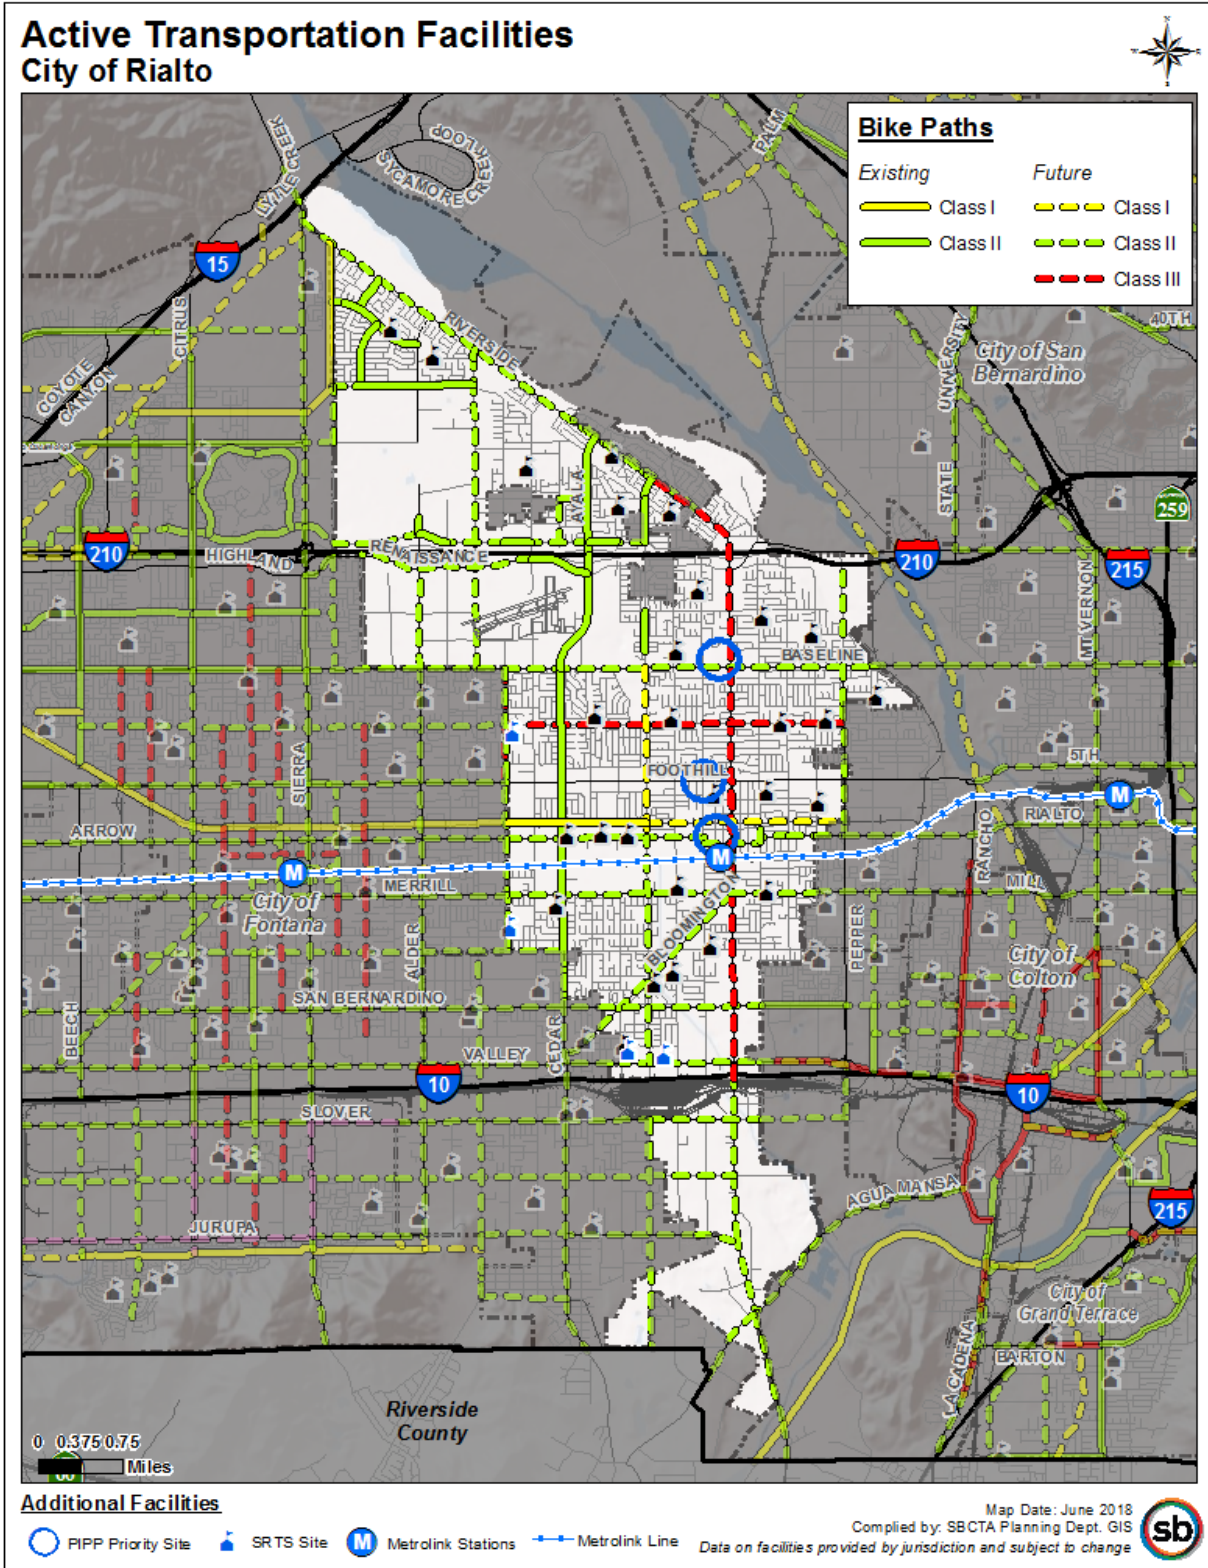 Active Transportation Facilities
City of Rialto
Bike Paths
Existing
Future
Class I
Class I
Class II
Class II
Class III
LYTLE CREEK
SYCAMORE CREEK LOOP
PALM
15
CITRUS
COYOTE CANYON
RIVERSIDE
40TH
City of San Bernardino
UNIVERSITY
STATE
AYALA
259
210
HIGHLAND
RENAISSANCE
210
215
MT VERNON
BASELINE
SIERRA
FOOTHILL
5TH
M
ARROW
RIALTO
RANCHO
M
M
MERRILL
MILL
City of Fontana
BLOOMINGTON
PEPPER
ALDER
City of Colton
SAN BERNARDINO
BEECH
CEDAR
VALLEY
10
10
SLOVER
AGUA MANSA
215
JURUPA
City of Grand Terrace
LA CADENA
BARTON
Riverside County
0 0.375 0.75
Miles
60
Additional Facilities
PIPP Priority Site
SRTS Site
M
Metrolink Stations
Metrolink Line
Map Date: June 2018
Complied by: SBCTA Planning Dept. GIS
Data on facilities provided by jurisdiction and subject to change
sb